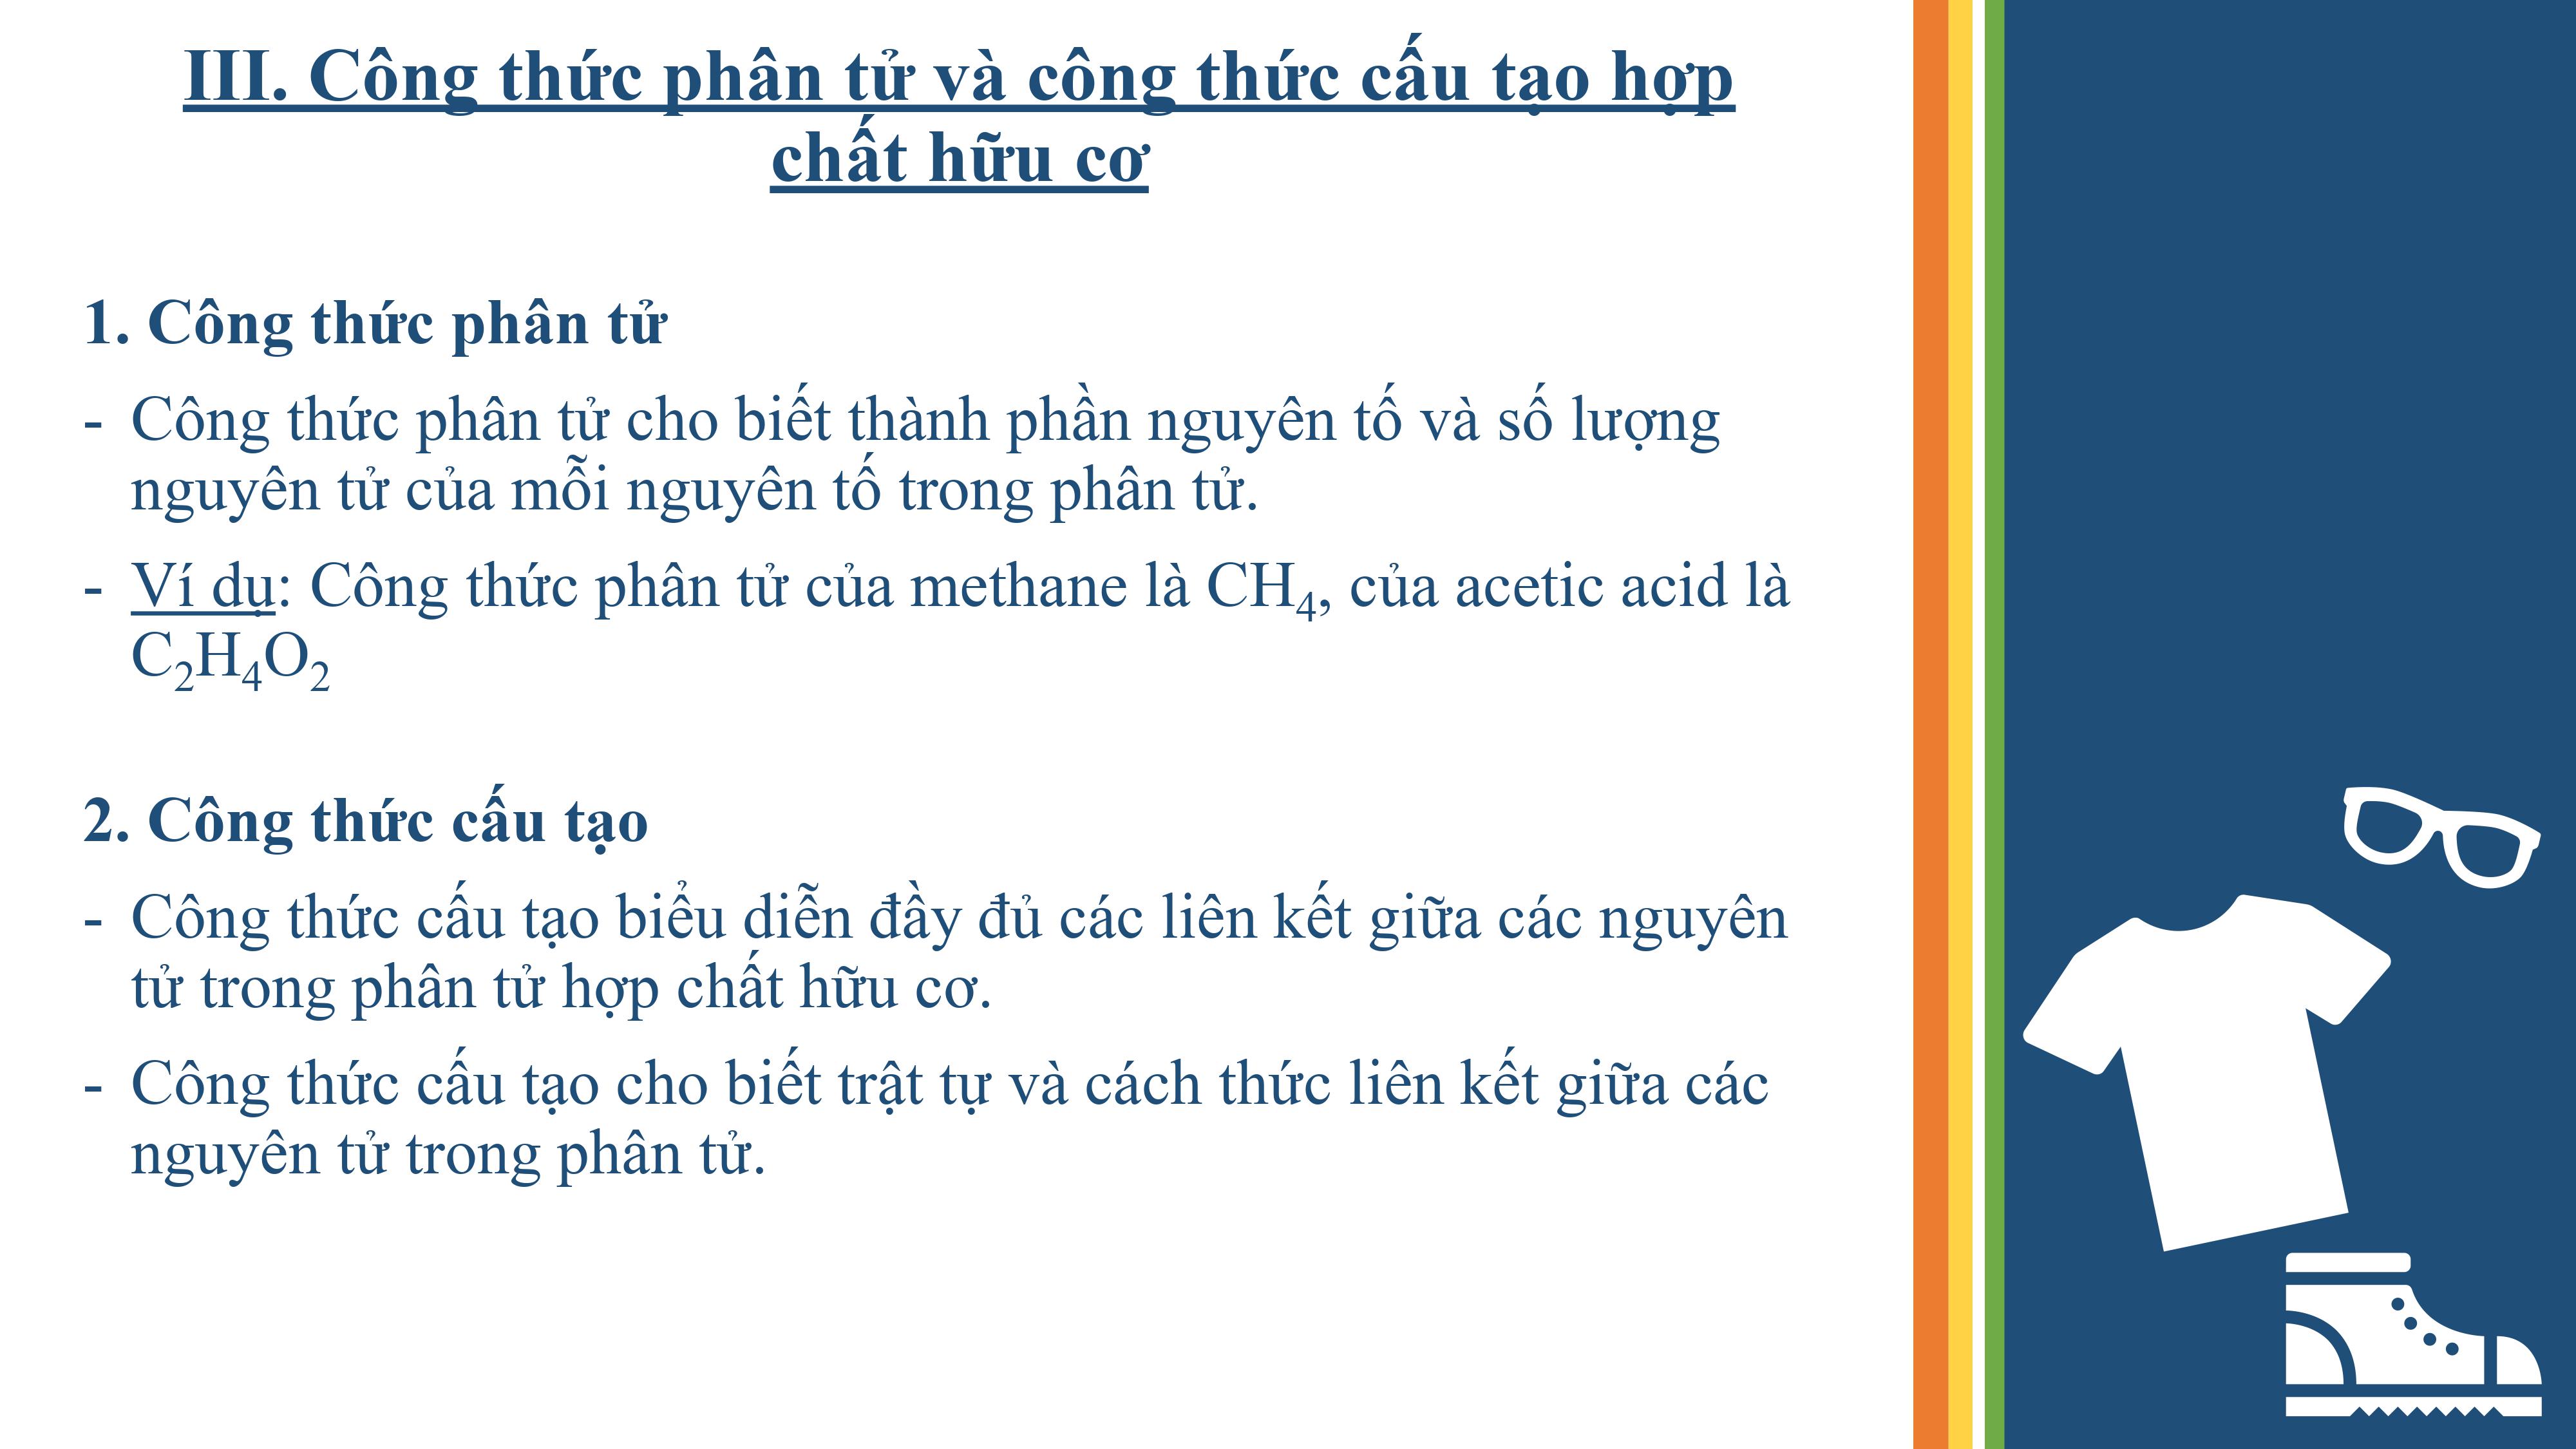 III. Công thức phân tử và công thức cấu tạo hợp
chất hữu cơ
1. Công thức phân tử
- Công thức phân tử cho biết thành phần nguyên tố và số lượng
nguyên tử của mỗi nguyên tố trong phân tử.
- Ví dụ: Công thức phân tử của methane là CH₄, của acetic acid là
C₂H₄O₂
2. Công thức cấu tạo
- Công thức cấu tạo biểu diễn đầy đủ các liên kết giữa các nguyên
tử trong phân tử hợp chất hữu cơ.
- Công thức cấu tạo cho biết trật tự và cách thức liên kết giữa các
nguyên tử trong phân tử.